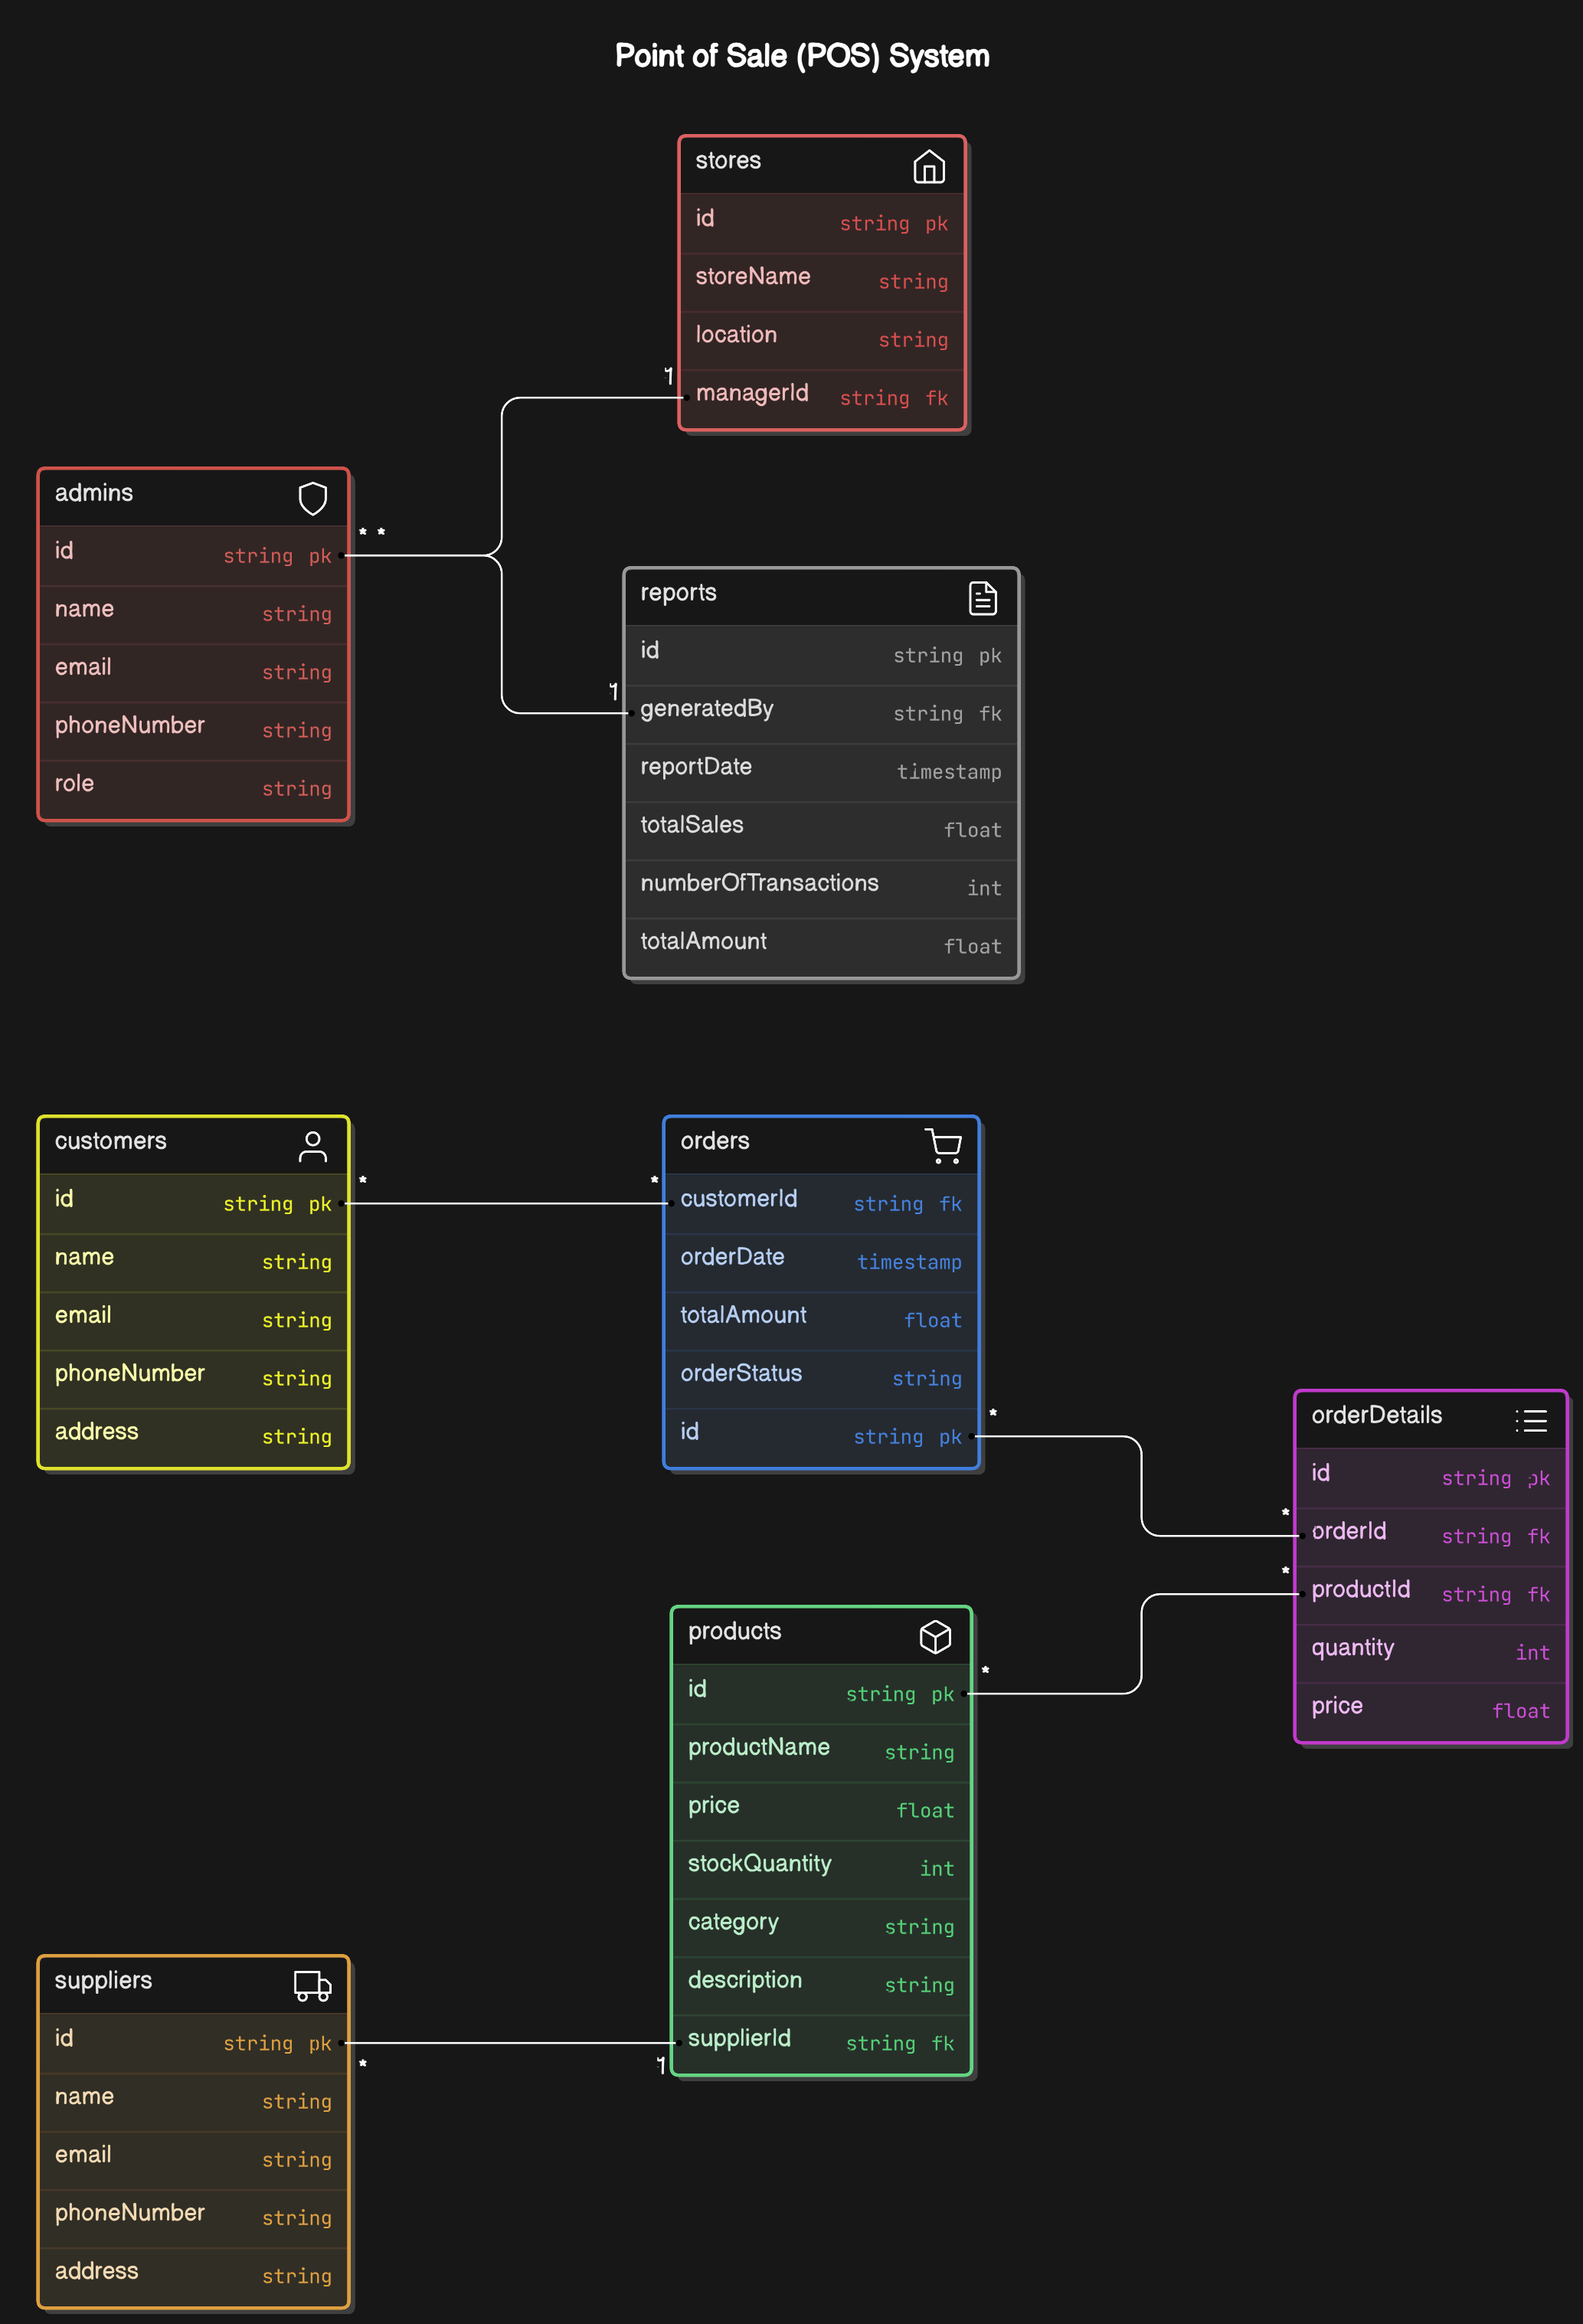 Point of Sale (POS) System
stores
id string pk
storeName string
location string
1
managerId string fk
admins
* *
id string pk
name string
email string
phoneNumber string
role string
reports
id string pk
1
generatedBy string fk
reportDate timestamp
totalSales float
numberOfTransactions int
totalAmount float
customers
*
id string pk
name string
email string
phoneNumber string
address string
orders
*
customerId string fk
orderDate timestamp
totalAmount float
orderStatus string
*
id string pk
orderDetails
id string pk
*
orderId string fk
*
productId string fk
quantity int
price float
products
*
id string pk
productName string
price float
stockQuantity int
category string
description string
supplierId string fk
1
suppliers
id string pk
*
name string
email string
phoneNumber string
address string